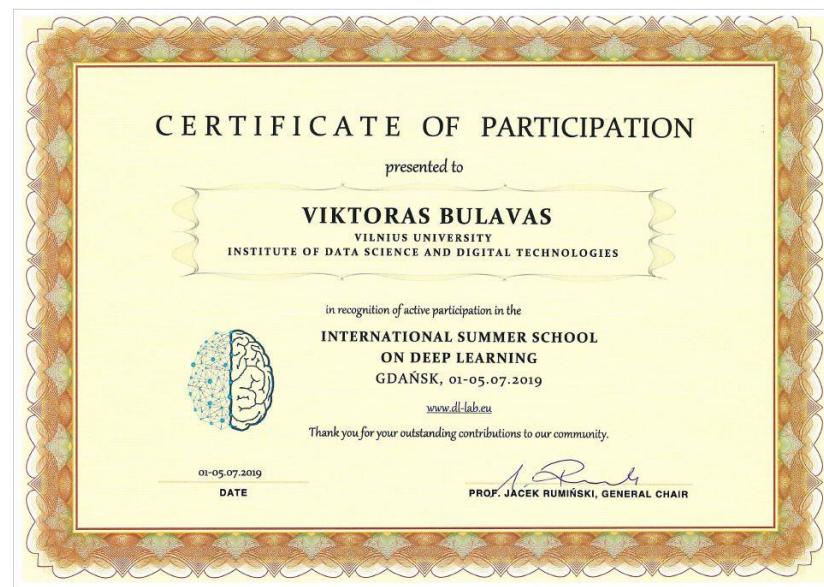 CERTIFICATE OF PARTICIPATION
presented to
VIKTORAS BULAVAS
VILNIUS UNIVERSITY
INSTITUTE OF DATA SCIENCE AND DIGITAL TECHNOLOGIES
in recognition of active participation in the
INTERNATIONAL SUMMER SCHOOL
ON DEEP LEARNING
GDAŃSK, 01-05.07.2019
www.dl-lab.eu
Thank you for your outstanding contributions to our community.
01-05.07.2019
DATE
PROF. JACEK RUMIŃSKI, GENERAL CHAIR